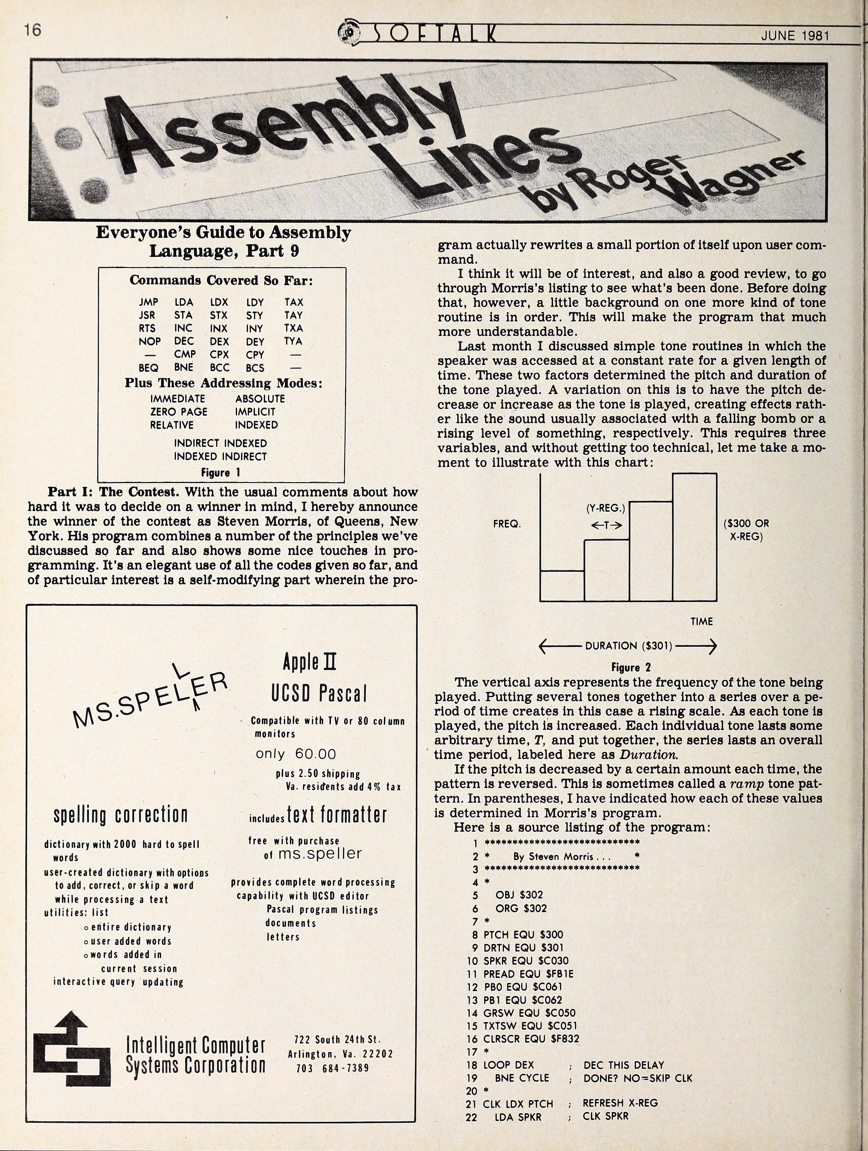 16
SOFTALK
JUNE 1981
Assembly
Lines
by Roger
Wagner
Everyone's Guide to Assembly
Language, Part 9
Commands Covered So Far:
JMP LDA LDX LDY TAX
JSR STA STX STY TAY
RTS INC INX INY TXA
NOP DEC DEX DEY TYA
— CMP CPX CPY —
BEQ BNE BCC BCS —
Plus These Addressing Modes:
IMMEDIATE ABSOLUTE
ZERO PAGE IMPLICIT
RELATIVE INDEXED
INDIRECT INDEXED
INDEXED INDIRECT
Figure 1
Part I: The Contest. With the usual comments about how
hard it was to decide on a winner in mind, I hereby announce
the winner of the contest as Steven Morris, of Queens, New
York. His program combines a number of the principles we've
discussed so far and also shows some nice touches in pro-
gramming. It's an elegant use of all the codes given so far, and
of particular interest is a self-modifying part wherein the pro-
gram actually rewrites a small portion of itself upon user com-
mand.
I think it will be of interest, and also a good review, to go
through Morris's listing to see what's been done. Before doing
that, however, a little background on one more kind of tone
routine is in order. This will make the program that much
more understandable.
Last month I discussed simple tone routines in which the
speaker was accessed at a constant rate for a given length of
time. These two factors determined the pitch and duration of
the tone played. A variation on this is to have the pitch de-
crease or increase as the tone is played, creating effects rath-
er like the sound usually associated with a falling bomb or a
rising level of something, respectively. This requires three
variables, and without getting too technical, let me take a mo-
ment to illustrate with this chart:
FREQ.
(Y-REG.)
←T→
($300 OR
X-REG)
TIME
← DURATION ($301) →
Figure 2
The vertical axis represents the frequency of the tone being
played. Putting several tones together into a series over a pe-
riod of time creates in this case a rising scale. As each tone is
played, the pitch is increased. Each individual tone lasts some
arbitrary time, T, and put together, the series lasts an overall
time period, labeled here as Duration.
If the pitch is decreased by a certain amount each time, the
pattern is reversed. This is sometimes called a ramp tone pat-
tern. In parentheses, I have indicated how each of these values
is determined in Morris's program.
Here is a source listing of the program:
1 ****************************
2 * By Steven Morris . . . *
3 ****************************
4 *
5 OBJ $302
6 ORG $302
7 *
8 PTCH EQU $300
9 DRTN EQU $301
10 SPKR EQU $C030
11 PREAD EQU $FB1E
12 PB0 EQU $C061
13 PB1 EQU $C062
14 GRSW EQU $C050
15 TXTSW EQU $C051
16 CLRSCR EQU $F832
17 *
18 LOOP DEX ; DEC THIS DELAY
19 BNE CYCLE ; DONE? NO=SKIP CLK
20 *
21 CLK LDX PTCH ; REFRESH X-REG
22 LDA SPKR ; CLK SPKR
MS.SPELLER
Apple II
UCSD Pascal
Compatible with TV or 80 column
monitors
only 60.00
plus 2.50 shipping
Va. residents add 4% tax
spelling correction
dictionary with 2000 hard to spell
words
user-created dictionary with options
to add, correct, or skip a word
while processing a text
utilities: list
o entire dictionary
o user added words
o words added in
current session
interactive query updating
includes text formatter
free with purchase
of ms.speller
provides complete word processing
capability with UCSD editor
Pascal program listings
documents
letters
Intelligent Computer
Systems Corporation
722 South 24th St.
Arlington, Va. 22202
703 684-7389